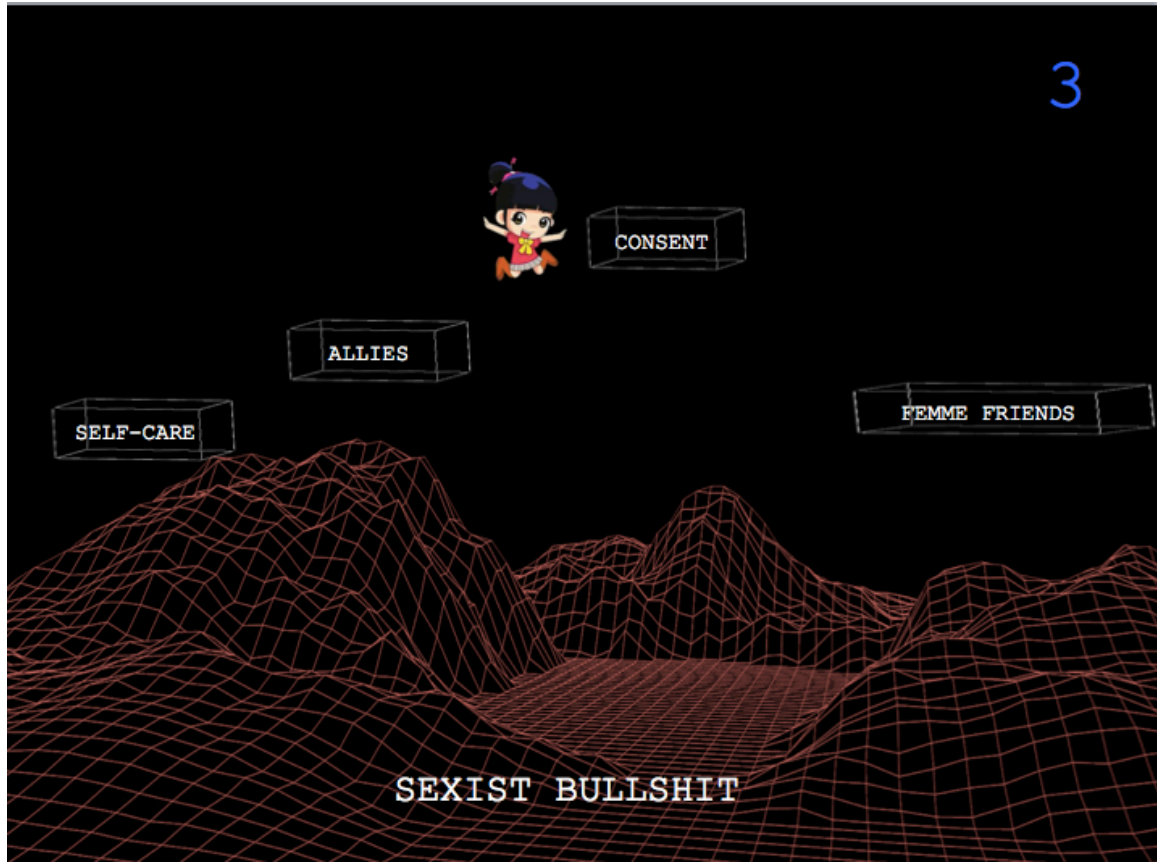 3
CONSENT
ALLIES
SELF-CARE
FEMME FRIENDS
SEXIST BULLSHIT